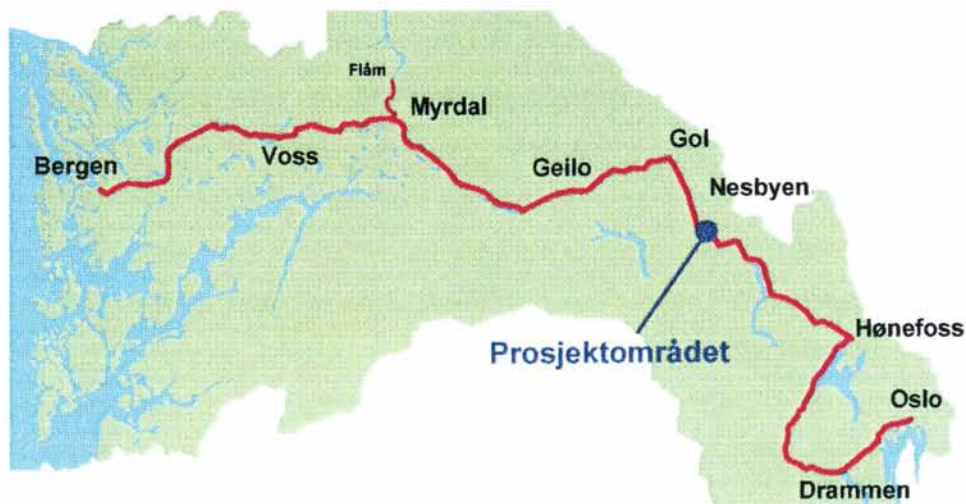 Flåm
Myrdal
Voss
Bergen
Gol
Geilo
Nesbyen
Hønefoss
Prosjektområdet
Oslo
Drammen